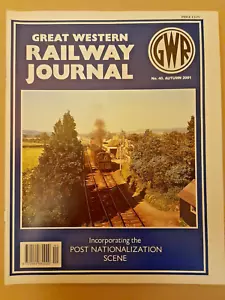 GREAT WESTERN
RAILWAY
JOURNAL
GWR
No. 40, AUTUMN 2001
Incorporating the
POST NATIONALIZATION
SCENE